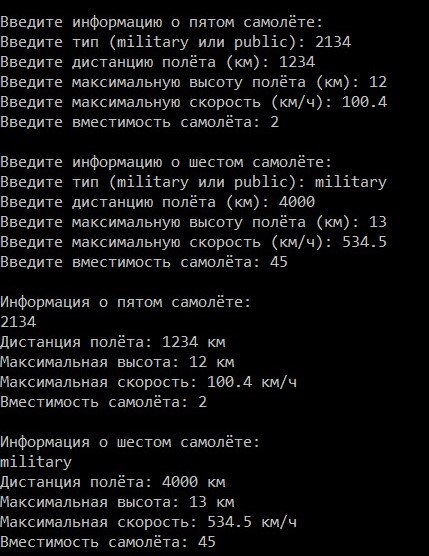 Введите информацию о пятом самолёте:
Введите тип (military или public): 2134
Введите дистанцию полёта (км): 1234
Введите максимальную высоту полёта (км): 12
Введите максимальную скорость (км/ч): 100.4
Введите вместимость самолёта: 2
Введите информацию о шестом самолёте:
Введите тип (military или public): military
Введите дистанцию полёта (км): 4000
Введите максимальную высоту полёта (км): 13
Введите максимальную скорость (км/ч): 534.5
Введите вместимость самолёта: 45
Информация о пятом самолёте:
2134
Дистанция полёта: 1234 км
Максимальная высота: 12 км
Максимальная скорость: 100.4 км/ч
Вместимость самолёта: 2
Информация о шестом самолёте:
military
Дистанция полёта: 4000 км
Максимальная высота: 13 км
Максимальная скорость: 534.5 км/ч
Вместимость самолёта: 45